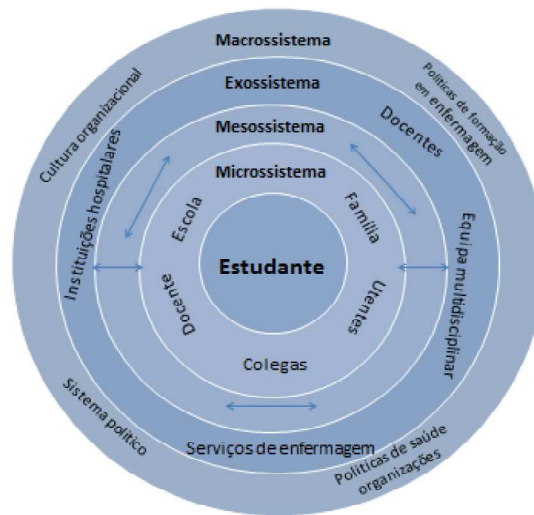 Macrossistema
Cultura organizacional
Políticas de formação
em enfermagem
Exossistema
Docentes
Instituições hospitalares
Mesossistema
Microssistema
Escola
Família
Estudante
Docente
Utentes
Equipa multidisciplinar
Colegas
Serviços de enfermagem
Sistema político
Políticas de saúde
organizações